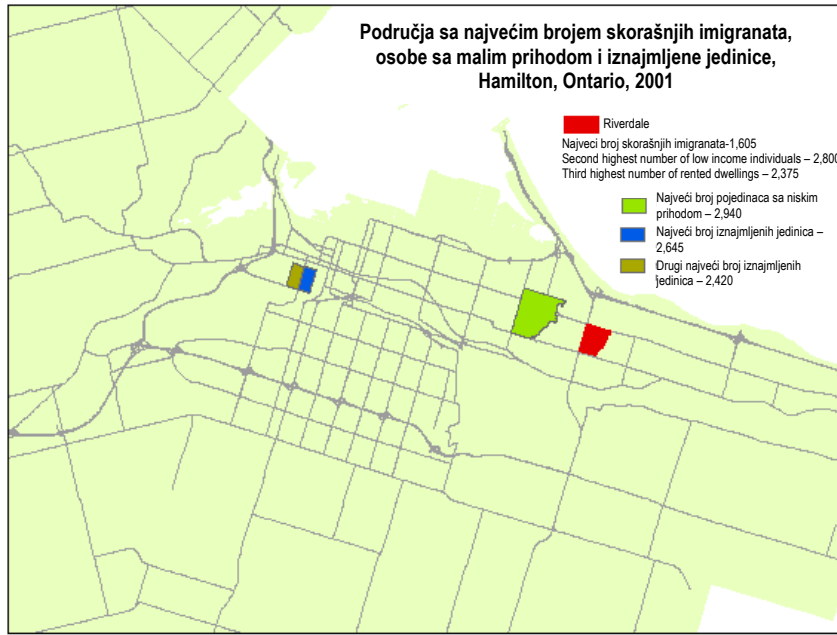 Područja sa najvećim brojem skorašnjih imigranata,
osobe sa malim prihodom i iznajmljene jedinice,
Hamilton, Ontario, 2001
Riverdale
Najveci broj skorašnjih imigranata-1,605
Second highest number of low income individuals – 2,800
Third highest number of rented dwellings – 2,375
Najveći broj pojedinaca sa niskim
prihodom – 2,940
Najveći broj iznajmljenih jedinica –
2,645
Drugi najveći broj iznajmljenih
jedinica – 2,420